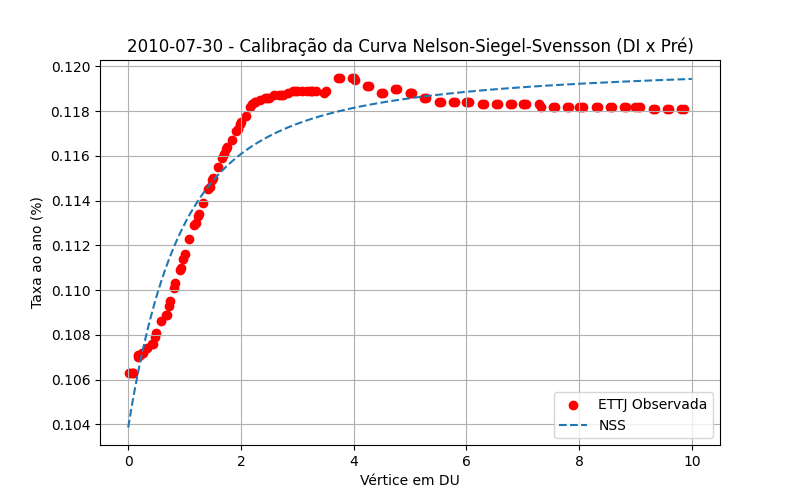 2010-07-30 - Calibração da Curva Nelson-Siegel-Svensson (DI x Pré)
0.120
0.118
0.116
0.114
0.112
0.110
0.108
0.106
0.104
Taxa ao ano (%)
ETTJ Observada
NSS
0 2 4 6 8 10
Vértice em DU